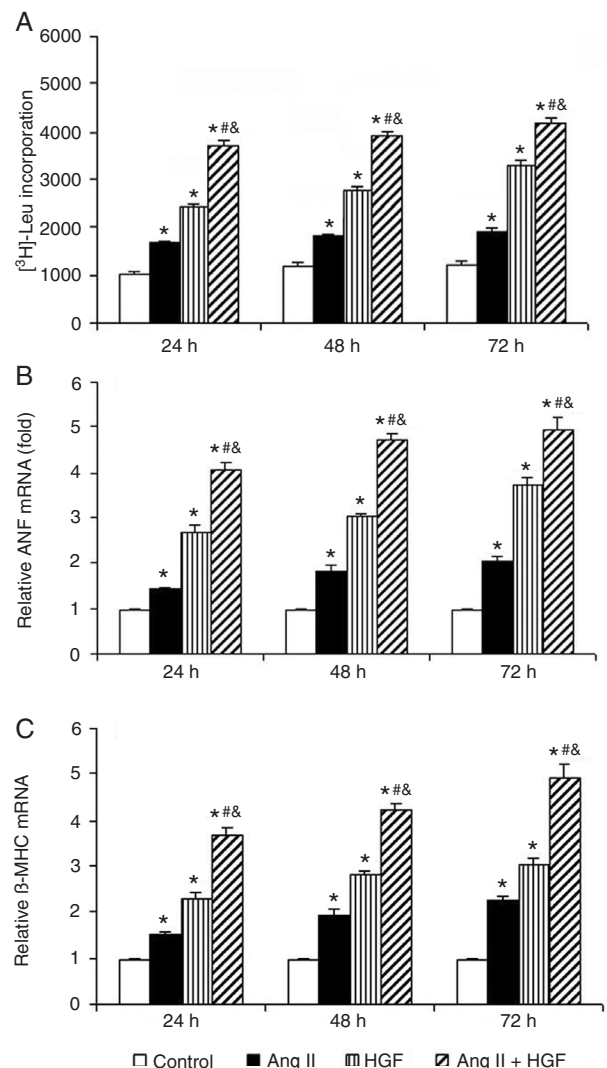 A
[³H]-Leu incorporation
6000
5000
4000
3000
2000
1000
0
* * *#&
* * *#&
* * *#&
24 h 48 h 72 h
B
Relative ANF mRNA (fold)
6
5
4
3
2
1
0
* * *#&
* * *#&
* * *#&
24 h 48 h 72 h
C
Relative ß-MHC mRNA
6
5
4
3
2
1
0
* * *#&
* * *#&
* * *#&
24 h 48 h 72 h
Control Ang II HGF Ang II + HGF